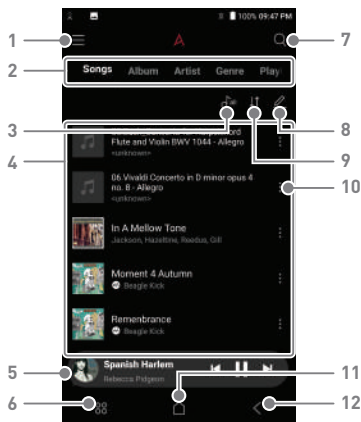 100% 09:47 PM
1
7
2
Songs Album Artist Genre Play
3
8
4
9
Flute and Violin BWV 1044 - Allegro
<unknown>
06.Vivaldi Concerto in D minor opus 4
no. 8 - Allegro
<unknown>
10
In A Mellow Tone
Jackson, Hazeltine, Reedus, Gill
Moment 4 Autumn
Beagle Kick
Remenbrance
Beagle Kick
5
Spanish Harlem
Rebecca Pidgeon
11
6
12